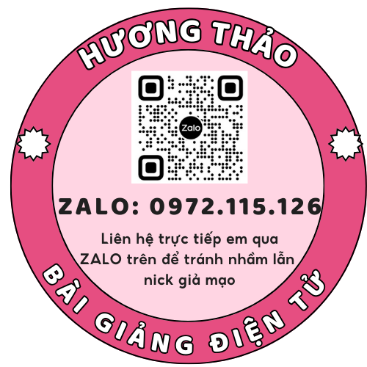 HƯƠNG THẢO
Zalo
ZALO: 0972.115.126
Liên hệ trực tiếp em qua
ZALO trên để tránh nhầm lẫn
nick giả mạo
BÀI GIẢNG ĐIỆN TỬ